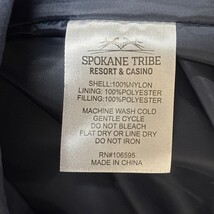 SPOKANE TRIBE
RESORT & CASINO
SHELL:100%NYLON
LINING:100%POLYESTER
FILLING:100%POLYESTER
MACHINE WASH COLD
GENTLE CYCLE
DO NOT BLEACH
FLAT DRY OR LINE DRY
DO NOT IRON
RN#106595
MADE IN CHINA